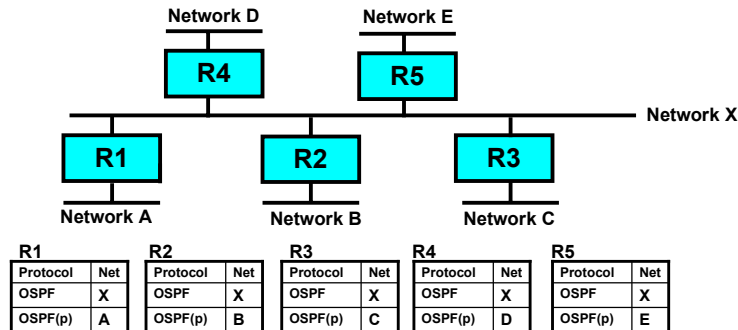 Network D Network E
R4 R5
Network X
R1 R2 R3
Network A Network B Network C
R1 R2 R3 R4 R5
Protocol Net Protocol Net Protocol Net Protocol Net Protocol Net
OSPF X OSPF X OSPF X OSPF X OSPF X
OSPF(p) A OSPF(p) B OSPF(p) C OSPF(p) D OSPF(p) E